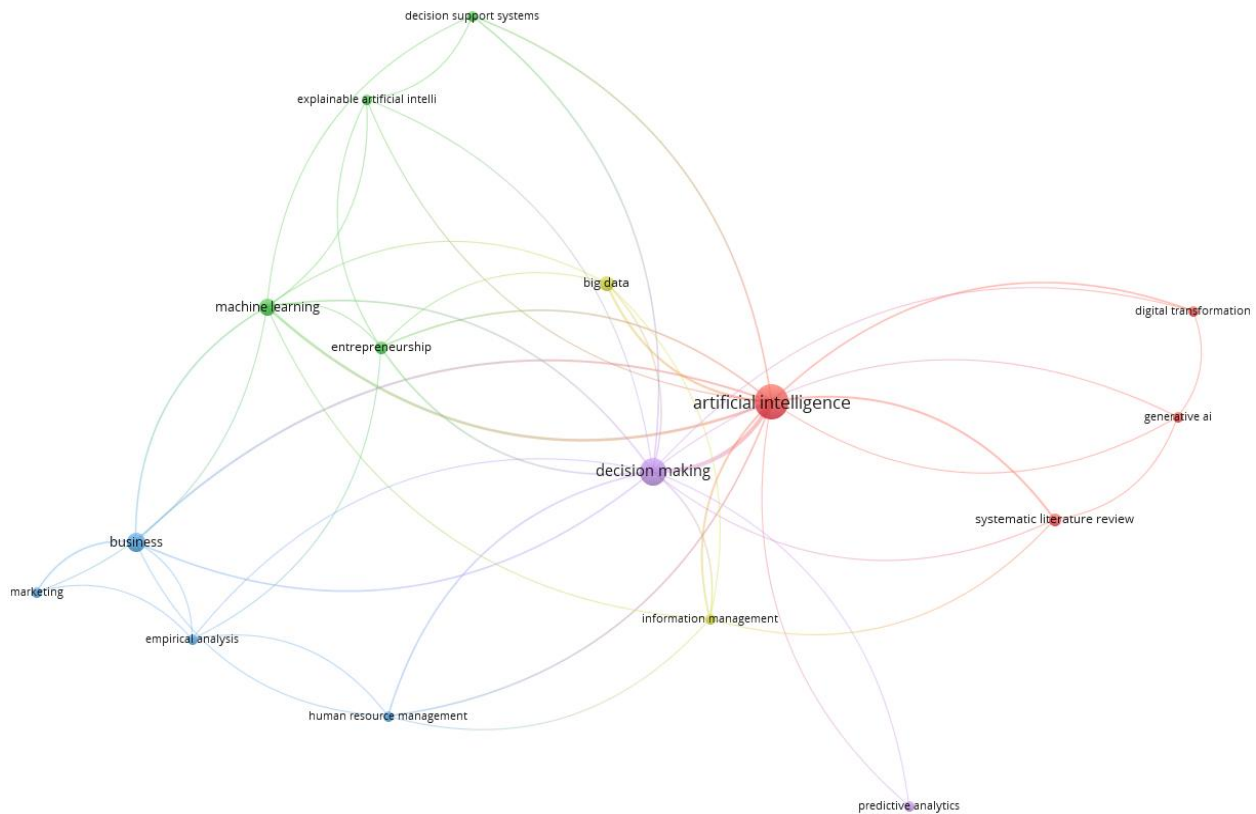 decision support systems
explainable artificial intelli
big data
machine learning
digital transformation
entrepreneurship
artificial intelligence
generative ai
decision making
systematic literature review
business
marketing
information management
empirical analysis
human resource management
predictive analytics